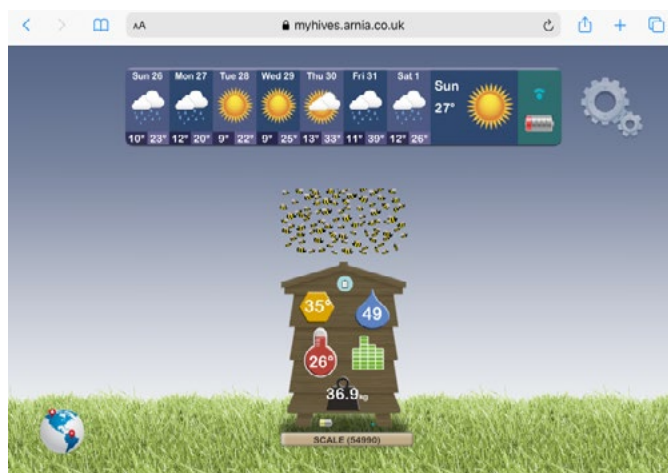 AA myhives.arnia.co.uk
Sun 26 Mon 27 Tue 28 Wed 29 Thu 30 Fri 31 Sat 1
Sun
27°
10° 23° 12° 20° 9° 22° 9° 25° 13° 33° 11° 39° 12° 26°
35°
49
26°
36.9kg
SCALE (54990)